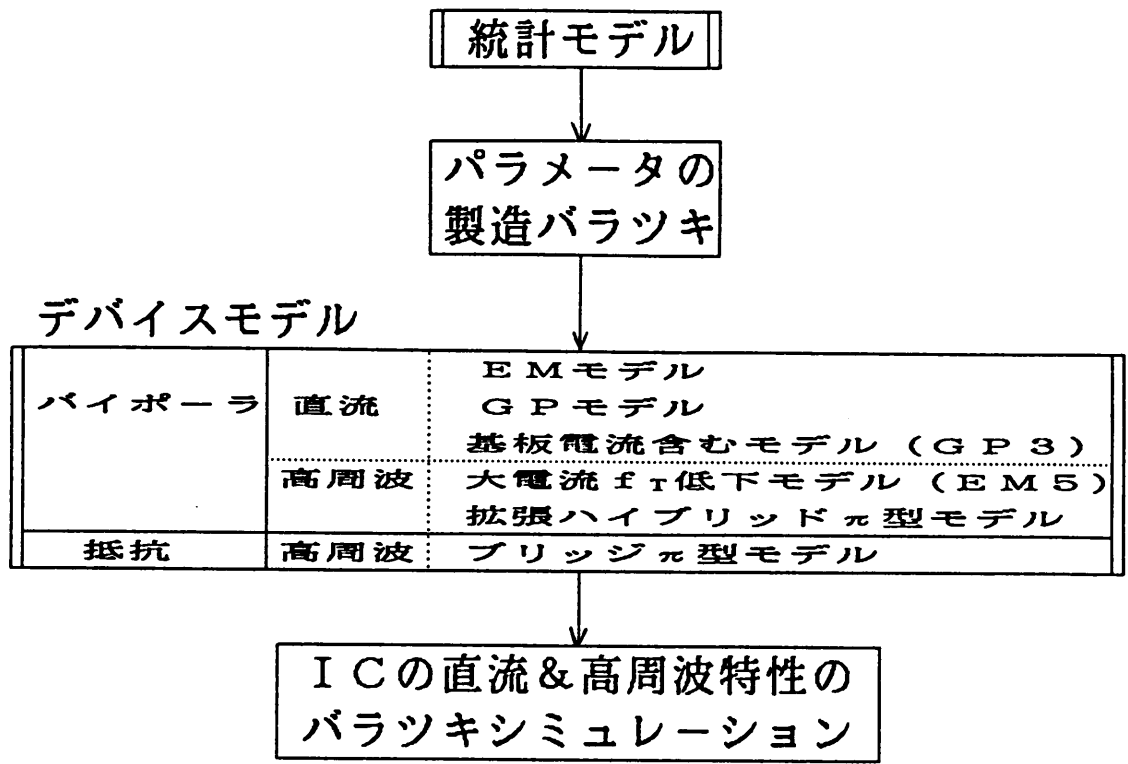 統計モデル
パラメータの
製造バラツキ
デバイスモデル
EMモデル
バイポーラ 直流 GPモデル
基板電流含むモデル(GP3)
高周波 大電流fT低下モデル(EM5)
拡張ハイブリッドπ型モデル
抵抗 高周波 ブリッジπ型モデル
ICの直流&高周波特性の
バラツキシミュレーション